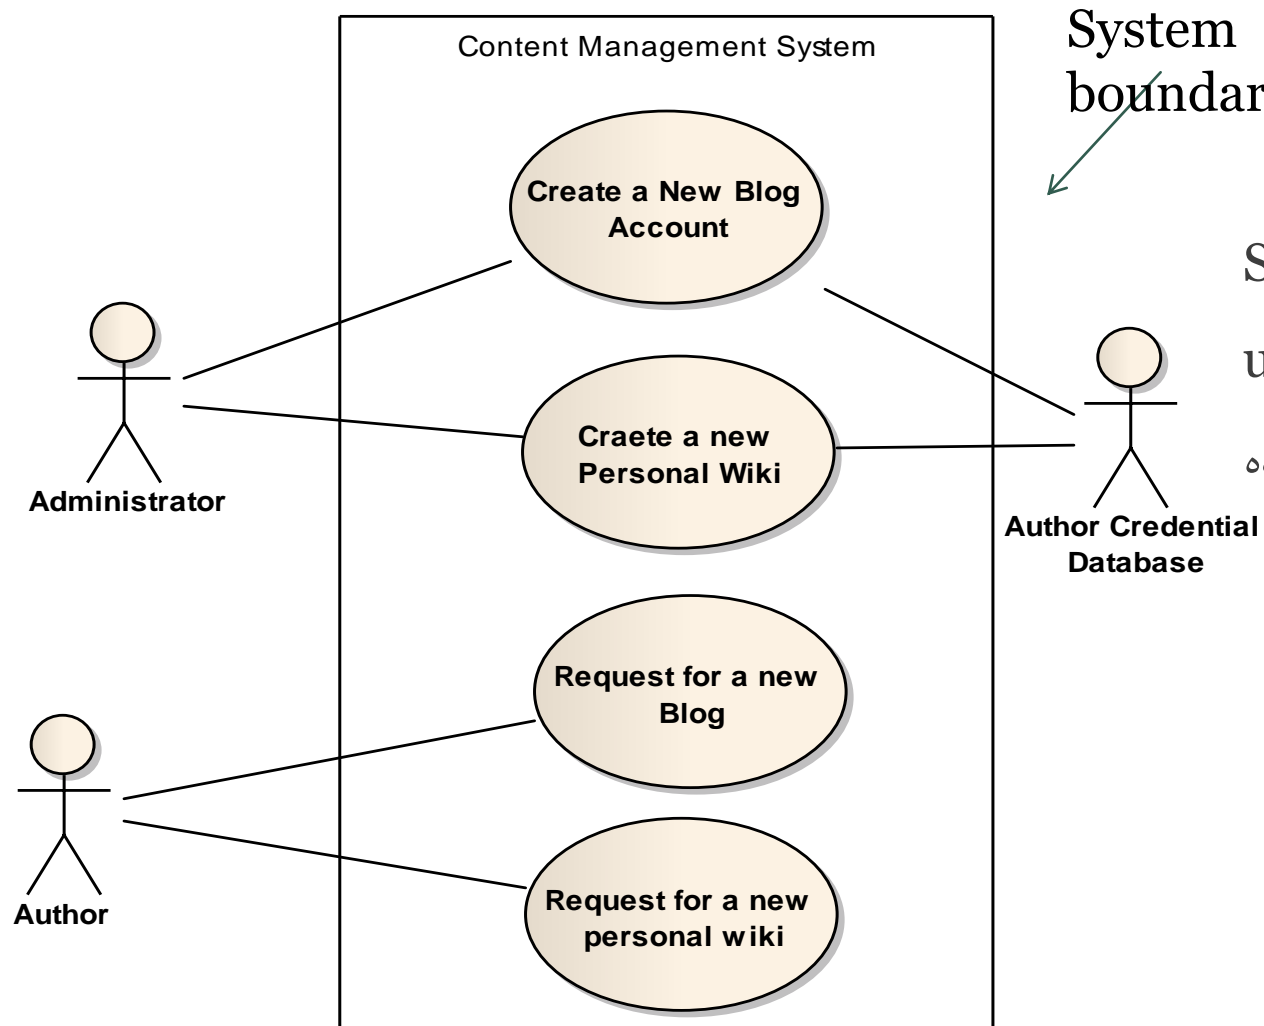 Content Management System
System
boundar
Create a New Blog
Account
S
u
Craete a new
Personal Wiki
Administrator
Author Credential
Database
Request for a new
Blog
Author
Request for a new
personal wiki